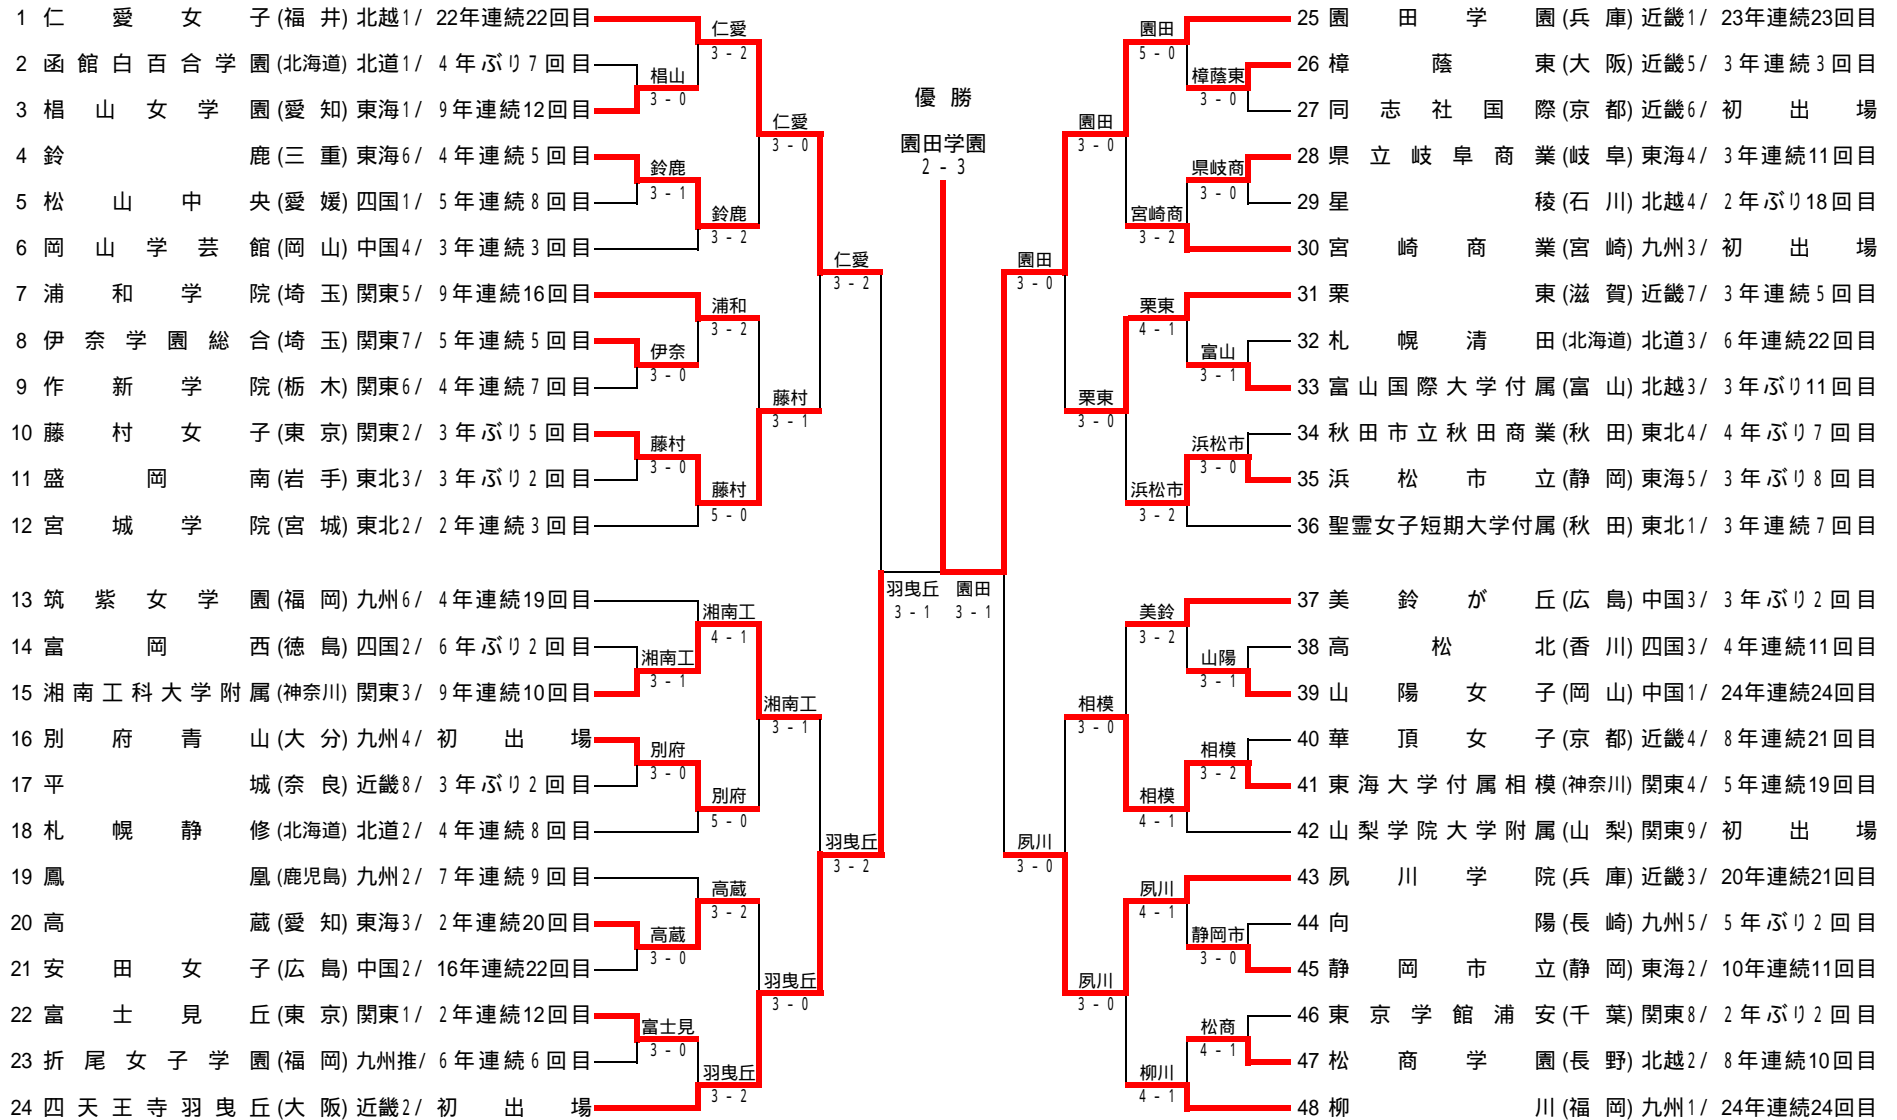 優 勝
園田学園
2 - 3
1 仁愛女子 (福井) 北越1/ 22年連続22回目
2 函館白百合学園 (北海道) 北道1/ 4年ぶり7回目
3 椙山女学園 (愛知) 東海1/ 9年連続12回目
4 鈴鹿 (三重) 東海6/ 4年連続5回目
5 松山中央 (愛媛) 四国1/ 5年連続8回目
6 岡山学芸館 (岡山) 中国4/ 3年連続3回目
7 浦和学院 (埼玉) 関東5/ 9年連続16回目
8 伊奈学園総合 (埼玉) 関東7/ 5年連続5回目
9 作新学院 (栃木) 関東6/ 4年連続7回目
10 藤村女子 (東京) 関東2/ 3年ぶり5回目
11 盛岡南 (岩手) 東北3/ 3年ぶり2回目
12 宮城学院 (宮城) 東北2/ 2年連続3回目
13 筑紫女学園 (福岡) 九州6/ 4年連続19回目
14 富岡西 (徳島) 四国2/ 6年ぶり2回目
15 湘南工科大学附属 (神奈川) 関東3/ 9年連続10回目
16 別府青山 (大分) 九州4/ 初出場
17 平城 (奈良) 近畿8/ 3年ぶり2回目
18 札幌静修 (北海道) 北道2/ 4年連続8回目
19 鳳凰 (鹿児島) 九州2/ 7年連続9回目
20 高蔵 (愛知) 東海3/ 2年連続20回目
21 安田女子 (広島) 中国2/ 16年連続22回目
22 富士見丘 (東京) 関東1/ 2年連続12回目
23 折尾女子学園 (福岡) 九州推/ 6年連続6回目
24 四天王寺羽曳丘 (大阪) 近畿2/ 初出場
椙山
3 - 0
鈴鹿
3 - 1
伊奈
3 - 0
藤村
3 - 0
湘南工
3 - 1
別府
3 - 0
高蔵
3 - 0
富士見
3 - 0
仁愛
3 - 2
鈴鹿
3 - 2
浦和
3 - 2
藤村
5 - 0
湘南工
4 - 1
別府
5 - 0
高蔵
3 - 2
羽曳丘
3 - 2
仁愛
3 - 0
藤村
3 - 1
湘南工
3 - 1
羽曳丘
3 - 0
仁愛
3 - 2
羽曳丘
3 - 2
羽曳丘
3 - 1
園田
3 - 1
園田
3 - 0
夙川
3 - 0
園田
3 - 0
栗東
3 - 0
相模
3 - 0
夙川
3 - 0
園田
5 - 0
宮崎商
3 - 2
栗東
4 - 1
浜松市
3 - 2
美鈴
3 - 2
相模
4 - 1
夙川
4 - 1
柳川
4 - 1
樟蔭東
3 - 0
県岐商
3 - 0
富山
3 - 1
浜松市
3 - 0
山陽
3 - 1
相模
3 - 2
静岡市
3 - 0
松商
4 - 1
25 園田学園 (兵庫) 近畿1/ 23年連続23回目
26 樟蔭東 (大阪) 近畿5/ 3年連続3回目
27 同志社国際 (京都) 近畿6/ 初出場
28 県立岐阜商業 (岐阜) 東海4/ 3年連続11回目
29 星稜 (石川) 北越4/ 2年ぶり18回目
30 宮崎商業 (宮崎) 九州3/ 初出場
31 栗東 (滋賀) 近畿7/ 3年連続5回目
32 札幌清田 (北海道) 北道3/ 6年連続22回目
33 富山国際大学付属 (富山) 北越3/ 3年ぶり11回目
34 秋田市立秋田商業 (秋田) 東北4/ 4年ぶり7回目
35 浜松市立 (静岡) 東海5/ 3年ぶり8回目
36 聖霊女子短期大学付属 (秋田) 東北1/ 3年連続7回目
37 美鈴が丘 (広島) 中国3/ 3年ぶり2回目
38 高松北 (香川) 四国3/ 4年連続11回目
39 山陽女子 (岡山) 中国1/ 24年連続24回目
40 華頂女子 (京都) 近畿4/ 8年連続21回目
41 東海大学付属相模 (神奈川) 関東4/ 5年連続19回目
42 山梨学院大学附属 (山梨) 関東9/ 初出場
43 夙川学院 (兵庫) 近畿3/ 20年連続21回目
44 向陽 (長崎) 九州5/ 5年ぶり2回目
45 静岡市立 (静岡) 東海2/ 10年連続11回目
46 東京学館浦安 (千葉) 関東8/ 2年ぶり2回目
47 松商学園 (長野) 北越2/ 8年連続10回目
48 柳川 (福岡) 九州1/ 24年連続24回目